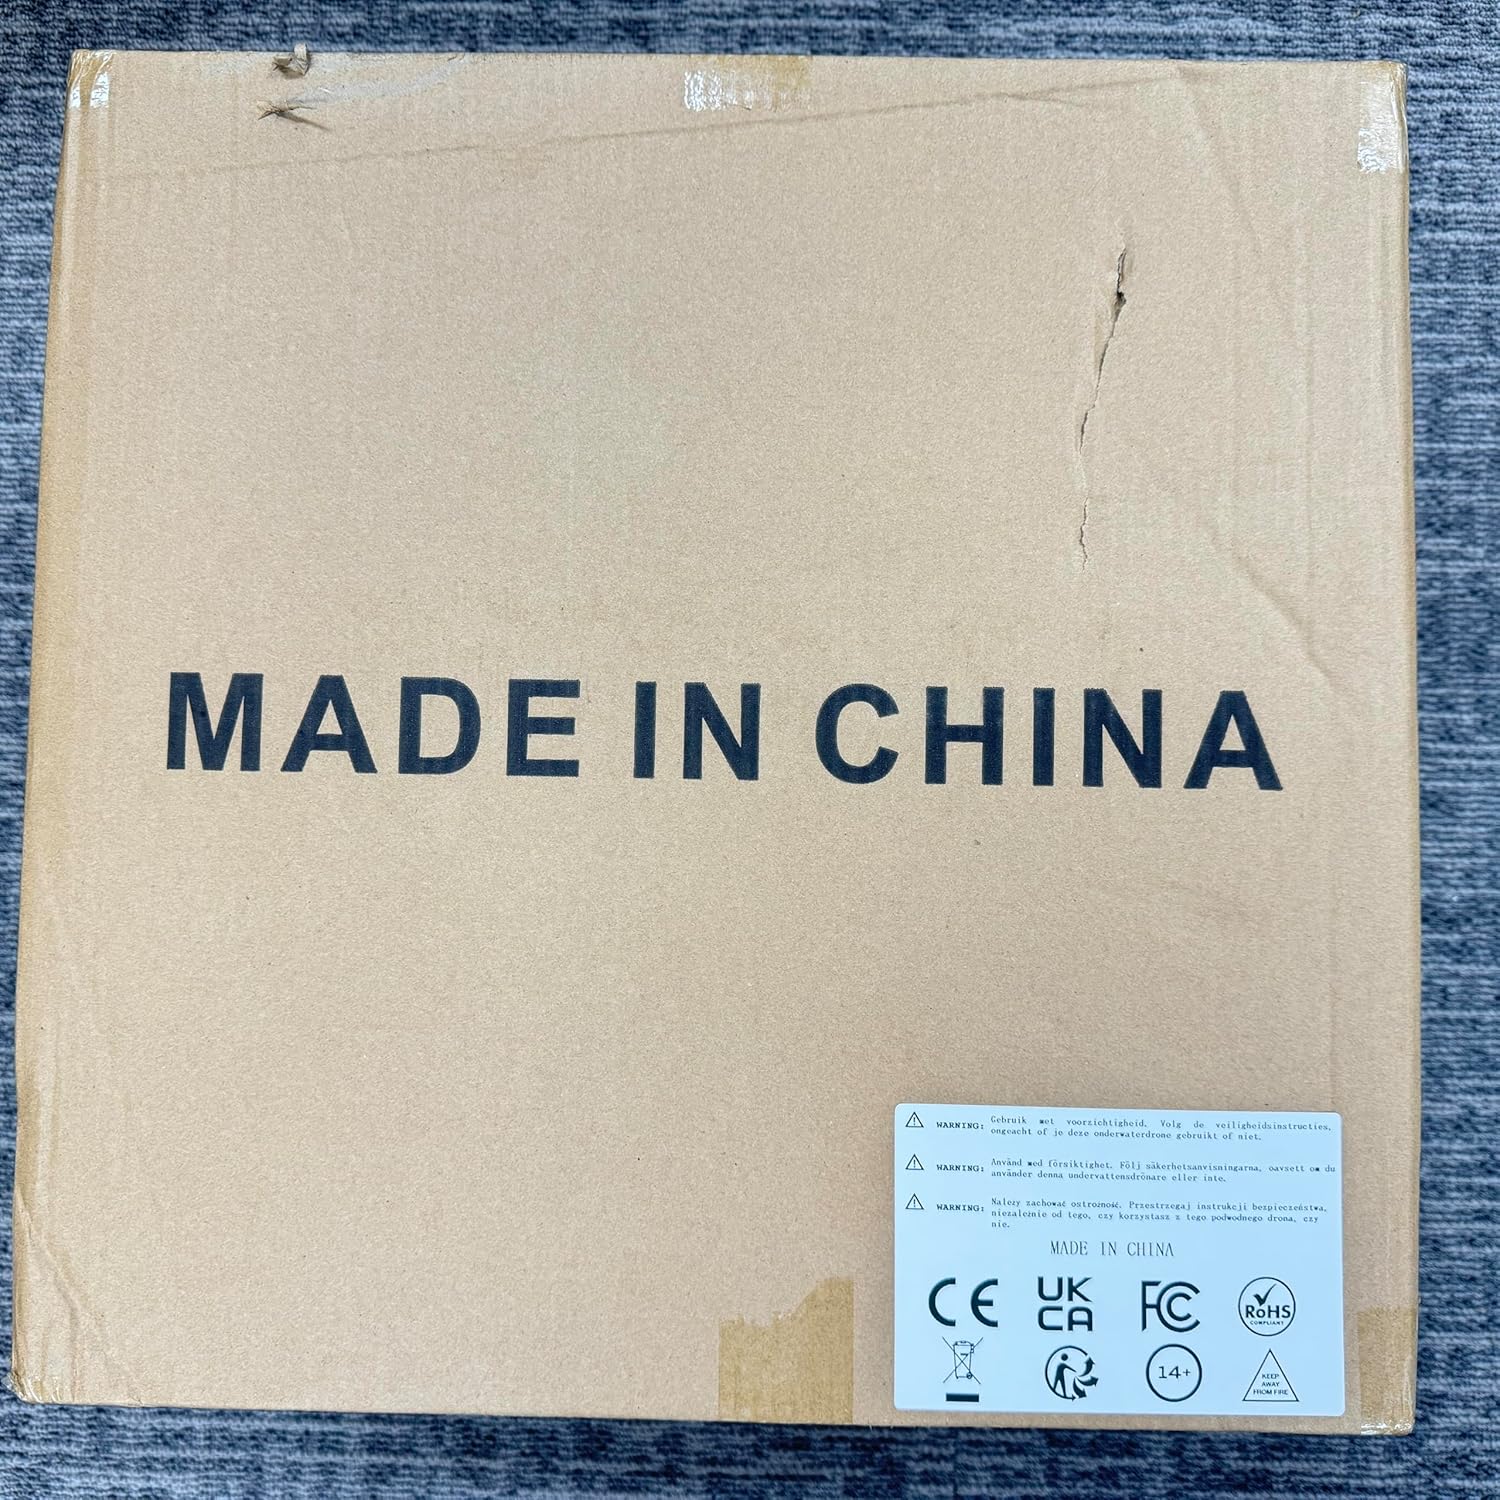 MADE IN CHINA
WARNING: Gebruik met voorzichtigheid. Volg de veiligheidsinstructies,
ongeacht of je deze onderwaterdrone gebruikt of niet.
WARNING: Använd med försiktighet. Följ säkerhetsanvisningarna, oavsett om du
använder denna undervattensdrönare eller inte.
WARNING: Należy zachować ostrożność. Przestrzegaj instrukcji bezpieczeństwa,
niezależnie od tego, czy korzystasz z tego podwodnego drona, czy
nie.
MADE IN CHINA
CE UK CA FC RoHS COMPLIANT
14+ KEEP AWAY FROM FIRE